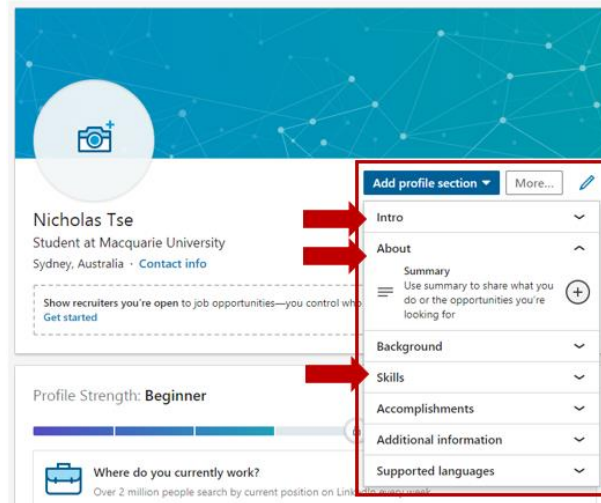 Add profile section
More...
Intro
About
Summary
Use summary to share what you
do or the opportunities you're
looking for
Background
Skills
Accomplishments
Additional information
Supported languages
Nicholas Tse
Student at Macquarie University
Sydney, Australia · Contact info
Show recruiters you're open to job opportunities—you control who
Get started
Profile Strength: Beginner
Where do you currently work?
Over 2 million people search by current position on LinkedIn every week